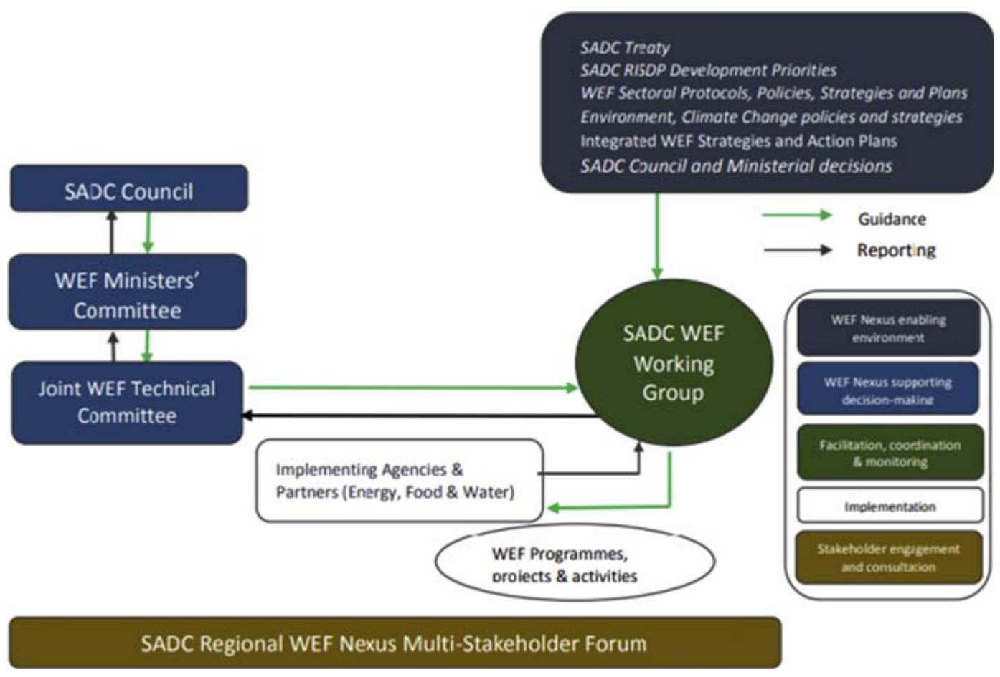 SADC Treaty
SADC RISDP Development Priorities
WEF Sectoral Protocols, Policies, Strategies and Plans
Environment, Climate Change policies and strategies
Integrated WEF Strategies and Action Plans
SADC Council and Ministerial decisions
SADC Council
Guidance
Reporting
WEF Ministers'
Committee
SADC WEF
Working
Group
Joint WEF Technical
Committee
Implementing Agencies &
Partners (Energy, Food & Water)
WEF Programmes,
projects & activities
WEF Nexus enabling
environment
WEF Nexus supporting
decision-making
Facilitation, coordination
& monitoring
Implementation
Stakeholder engagement
and consultation
SADC Regional WEF Nexus Multi-Stakeholder Forum